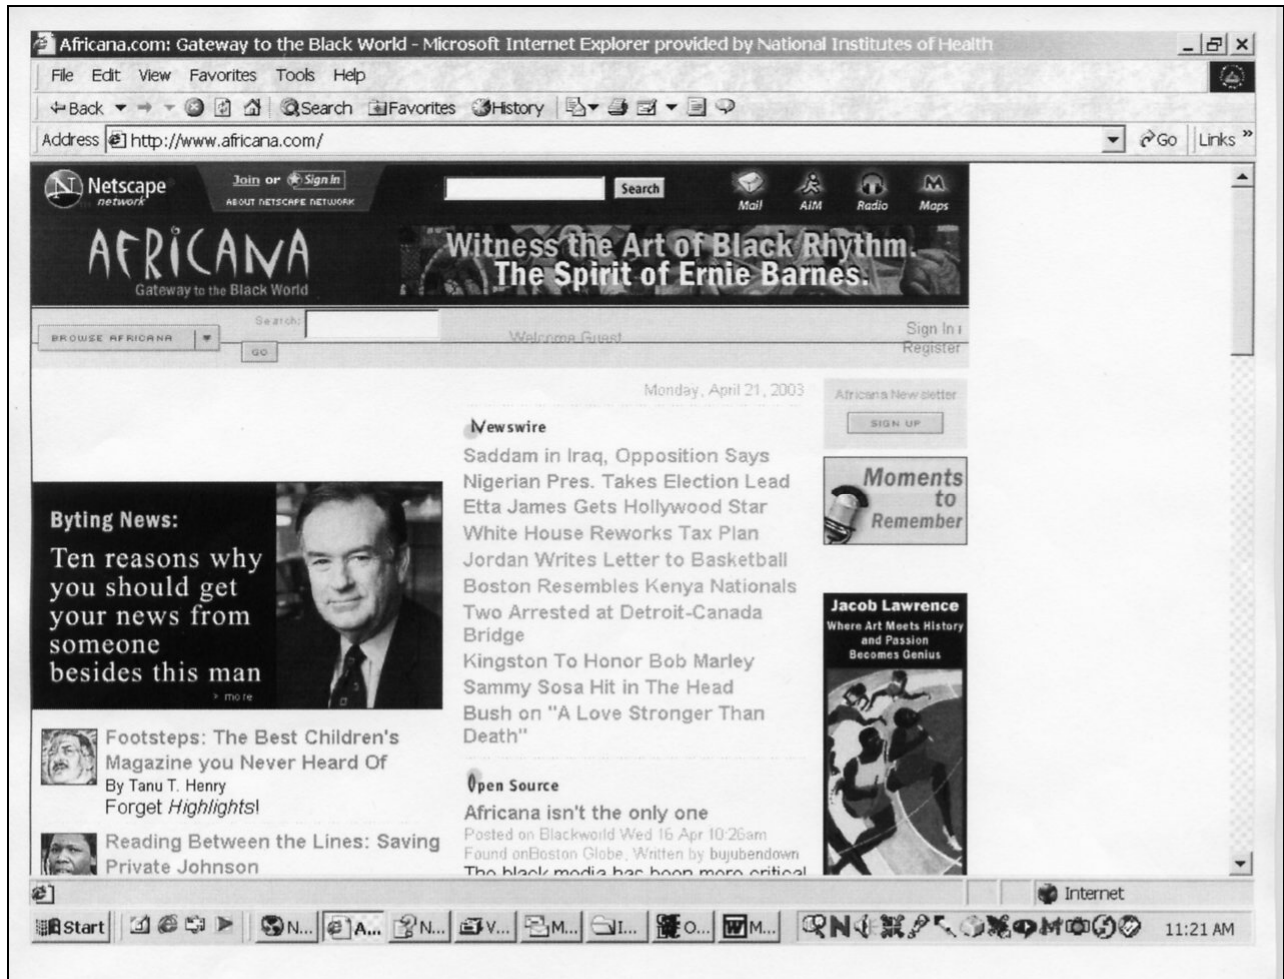 Africana.com: Gateway to the Black World - Microsoft Internet Explorer provided by National Institutes of Health
File Edit View Favorites Tools Help
Back Search Favorites History
Address http://www.africana.com/ Go Links »
Netscape network
Join or Sign in
ABOUT NETSCAPE NETWORK
Search
Mail AIM Radio Maps
AFRICANA
Gateway to the Black World
Witness the Art of Black Rhythm.
The Spirit of Ernie Barnes.
BROWSE AFRICANA
Search:
GO
Welcome Guest
Sign In
Register
Byting News:
Ten reasons why
you should get
your news from
someone
besides this man
> more
Footsteps: The Best Children's
Magazine you Never Heard Of
By Tanu T. Henry
Forget Highlights!
Reading Between the Lines: Saving
Private Johnson
Monday, April 21, 2003
Newswire
Saddam in Iraq, Opposition Says
Nigerian Pres. Takes Election Lead
Etta James Gets Hollywood Star
White House Reworks Tax Plan
Jordan Writes Letter to Basketball
Boston Resembles Kenya Nationals
Two Arrested at Detroit-Canada
Bridge
Kingston To Honor Bob Marley
Sammy Sosa Hit in The Head
Bush on "A Love Stronger Than
Death"
Open Source
Africana isn't the only one
Posted on Blackworld Wed 16 Apr 10:26am
Found onBoston Globe, Written by bujubendown
The black media has been more critical
Africana Newsletter
SIGN UP
Moments
to
Remember
Jacob Lawrence
Where Art Meets History
and Passion
Becomes Genius
Internet
Start N... A... N... V... M... I... O... M... 11:21 AM